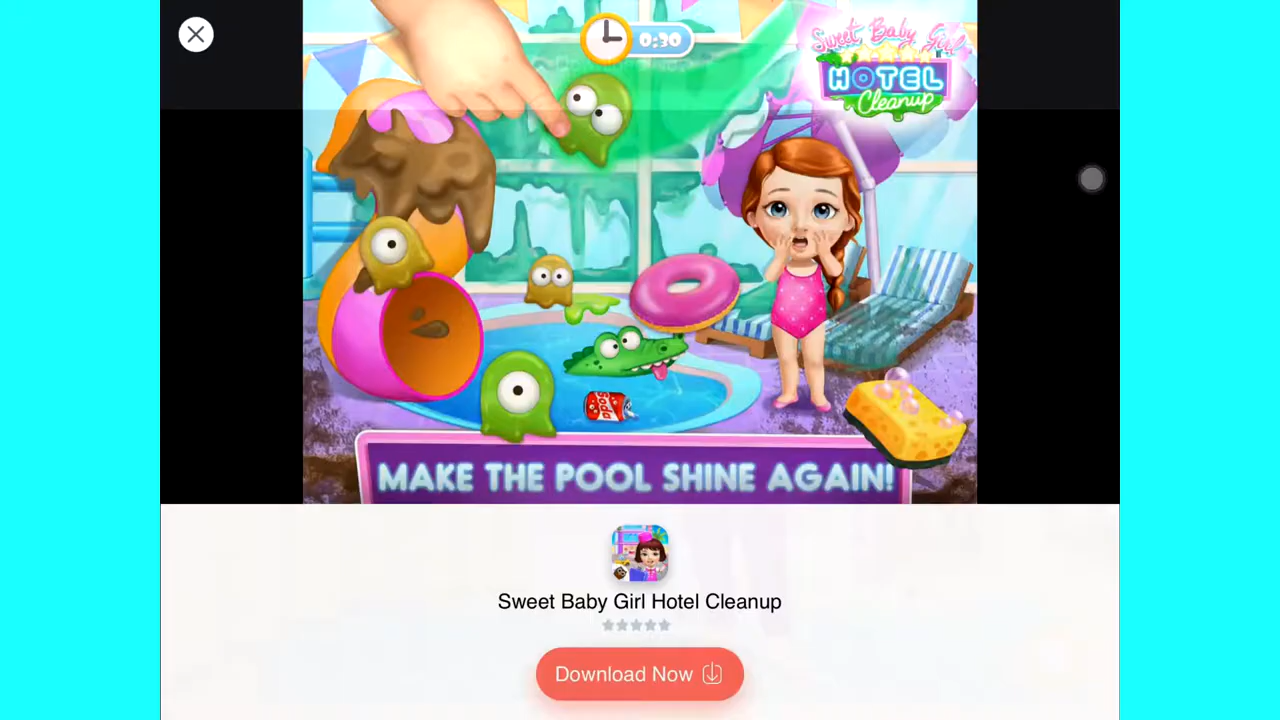 0:30
Sweet Baby Girl
HOTEL
Cleanup
Soda
MAKE THE POOL SHINE AGAIN!
Sweet Baby Girl Hotel Cleanup
Download Now